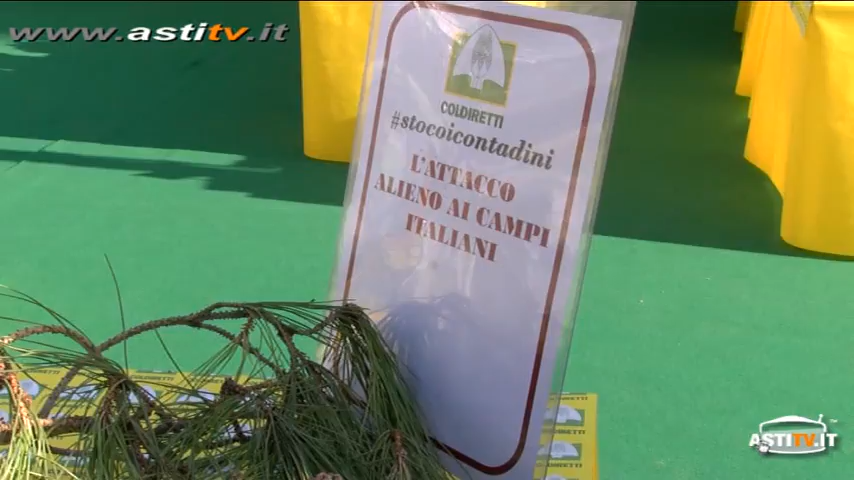 www.astitv.it
COLDIRETTI
#stocoicontadini
L'ATTACCO
ALIENO AI CAMPI
ITALIANI
ASTITV.it